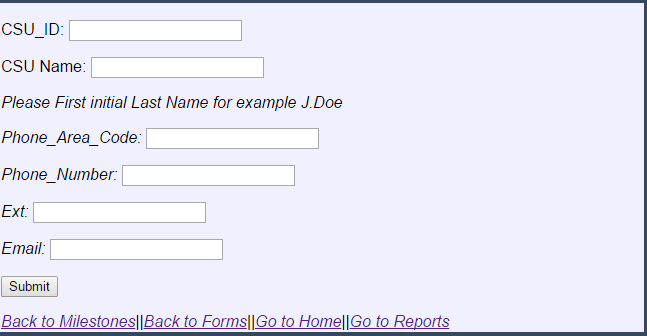 CSU_ID:
CSU Name:
Please First initial Last Name for example J.Doe
Phone_Area_Code:
Phone_Number:
Ext:
Email:
Submit
Back to Milestones||Back to Forms||Go to Home||Go to Reports